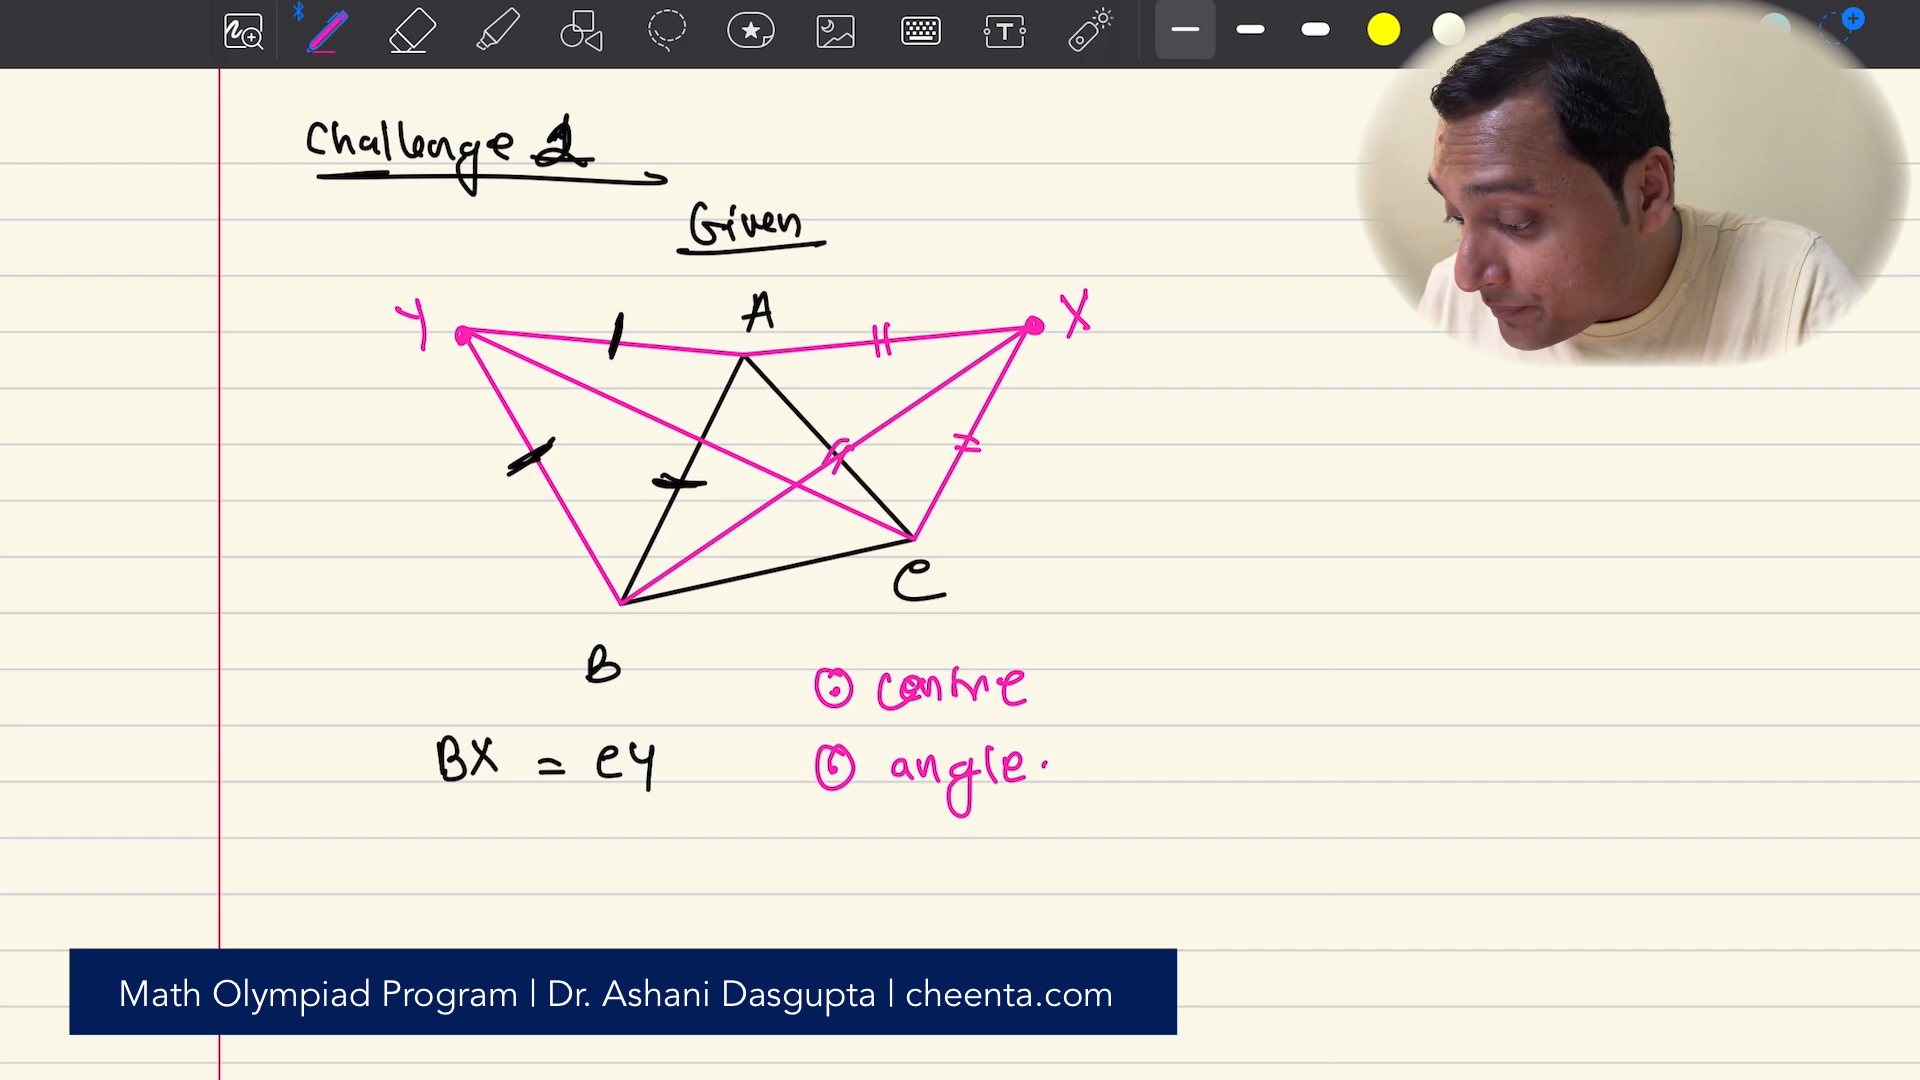 Challenge 2
Given
Y
A
X
C
B
BX = CY
centre
angle.
Math Olympiad Program | Dr. Ashani Dasgupta | cheenta.com